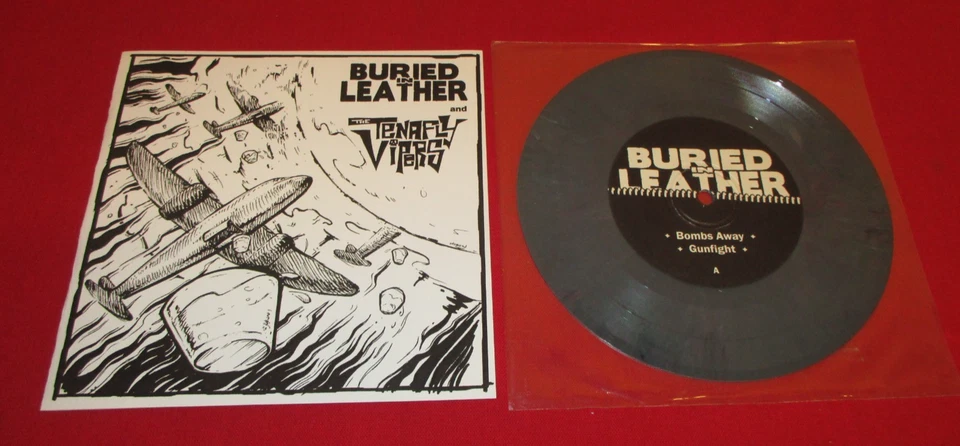 BURIED
IN
LEATHER
and
THE
TENAFLY
VIPERS
BURIED
IN
LEATHER
Bombs Away
Gunfight
A